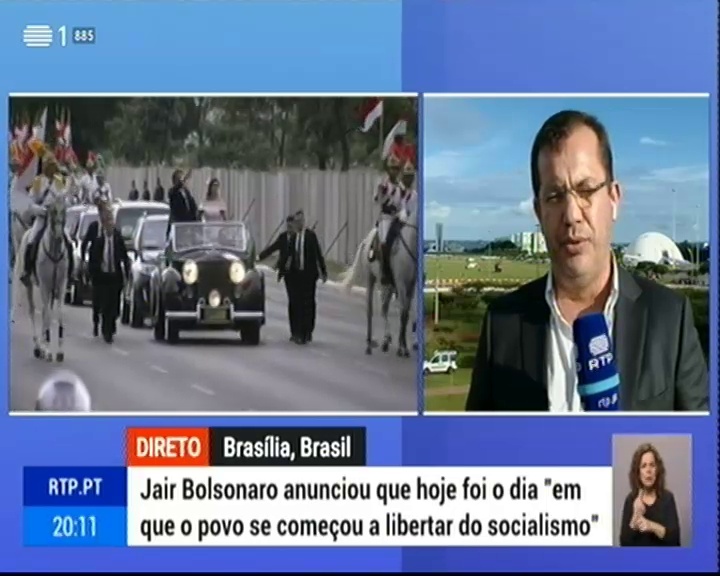 1 885
RTP
DIRETO Brasília, Brasil
RTP.PT
20:11
Jair Bolsonaro anunciou que hoje foi o dia "em
que o povo se começou a libertar do socialismo"